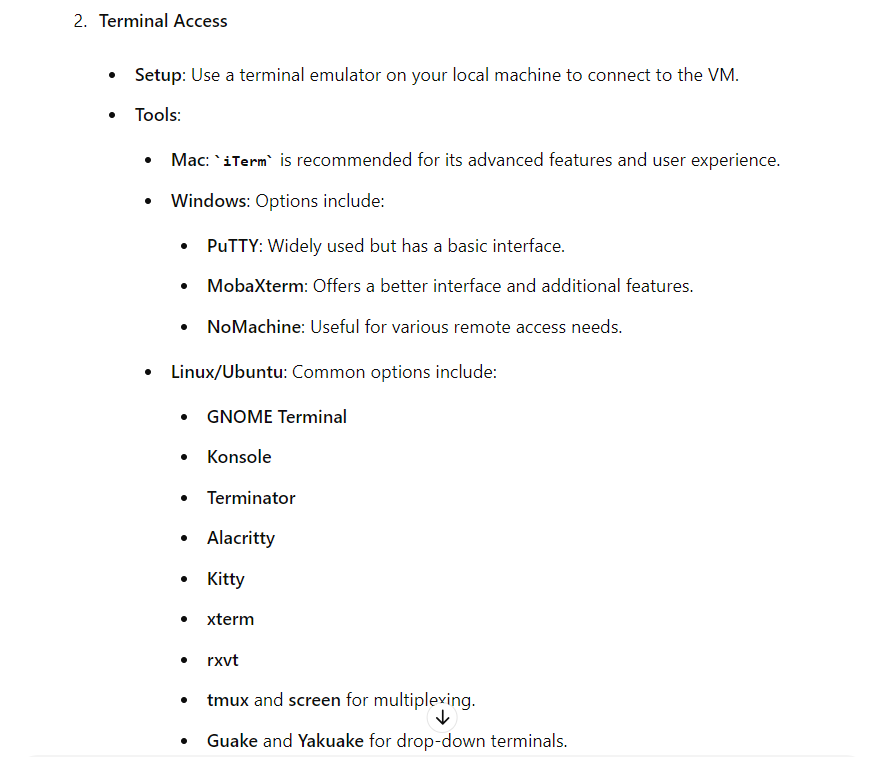 2. Terminal Access
• Setup: Use a terminal emulator on your local machine to connect to the VM.
• Tools:
• Mac: `iTerm` is recommended for its advanced features and user experience.
• Windows: Options include:
• PuTTY: Widely used but has a basic interface.
• MobaXterm: Offers a better interface and additional features.
• NoMachine: Useful for various remote access needs.
• Linux/Ubuntu: Common options include:
• GNOME Terminal
• Konsole
• Terminator
• Alacritty
• Kitty
• xterm
• rxvt
• tmux and screen for multiplexing.
• Guake and Yakuake for drop-down terminals.